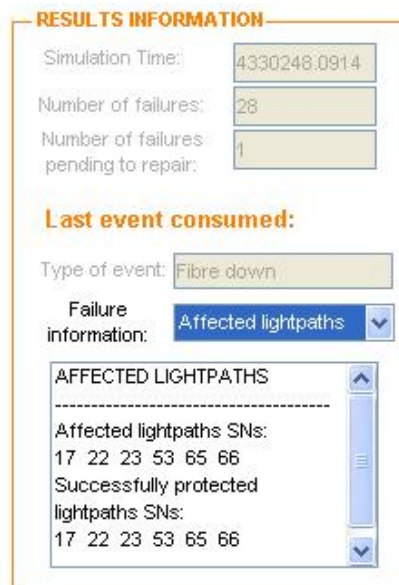 RESULTS INFORMATION
Simulation Time: 4330248.0914
Number of failures: 28
Number of failures
pending to repair: 1
Last event consumed:
Type of event: Fibre down
Failure
information: Affected lightpaths
AFFECTED LIGHTPATHS
--------------------------------------
Affected lightpaths SNs:
17 22 23 53 65 66
Successfully protected
lightpaths SNs:
17 22 23 53 65 66